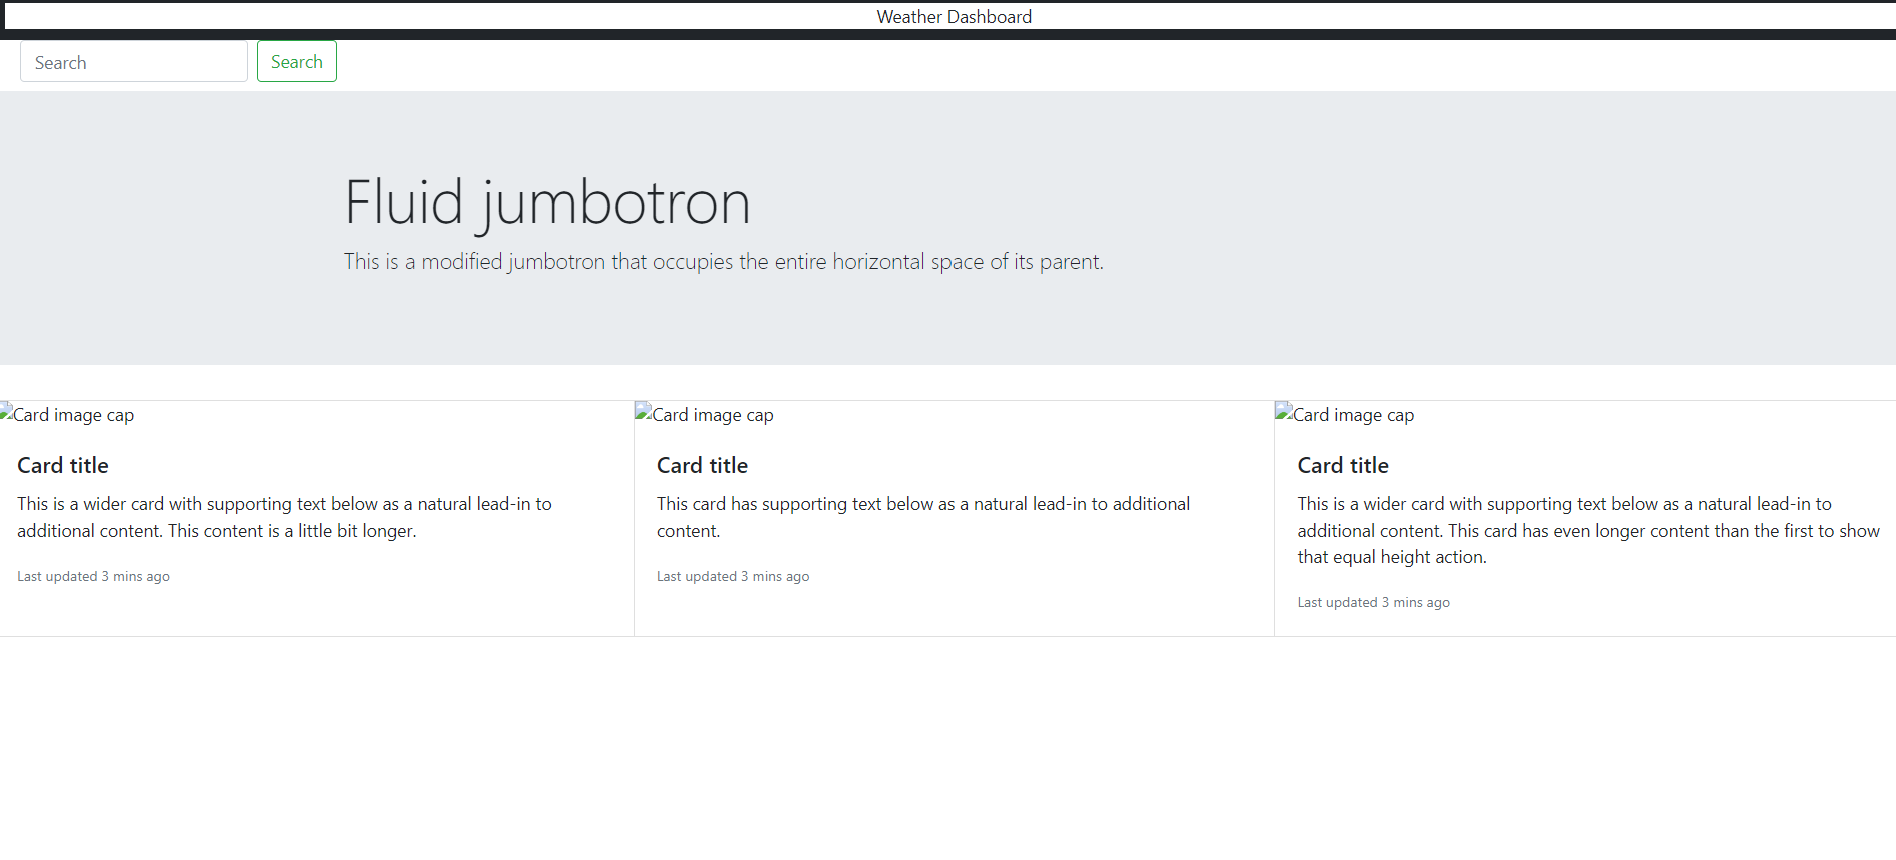 Weather Dashboard
Search
Search
Fluid jumbotron
This is a modified jumbotron that occupies the entire horizontal space of its parent.
Card image cap
Card title
This is a wider card with supporting text below as a natural lead-in to
additional content. This content is a little bit longer.
Last updated 3 mins ago
Card image cap
Card title
This card has supporting text below as a natural lead-in to additional
content.
Last updated 3 mins ago
Card image cap
Card title
This is a wider card with supporting text below as a natural lead-in to
additional content. This card has even longer content than the first to show
that equal height action.
Last updated 3 mins ago